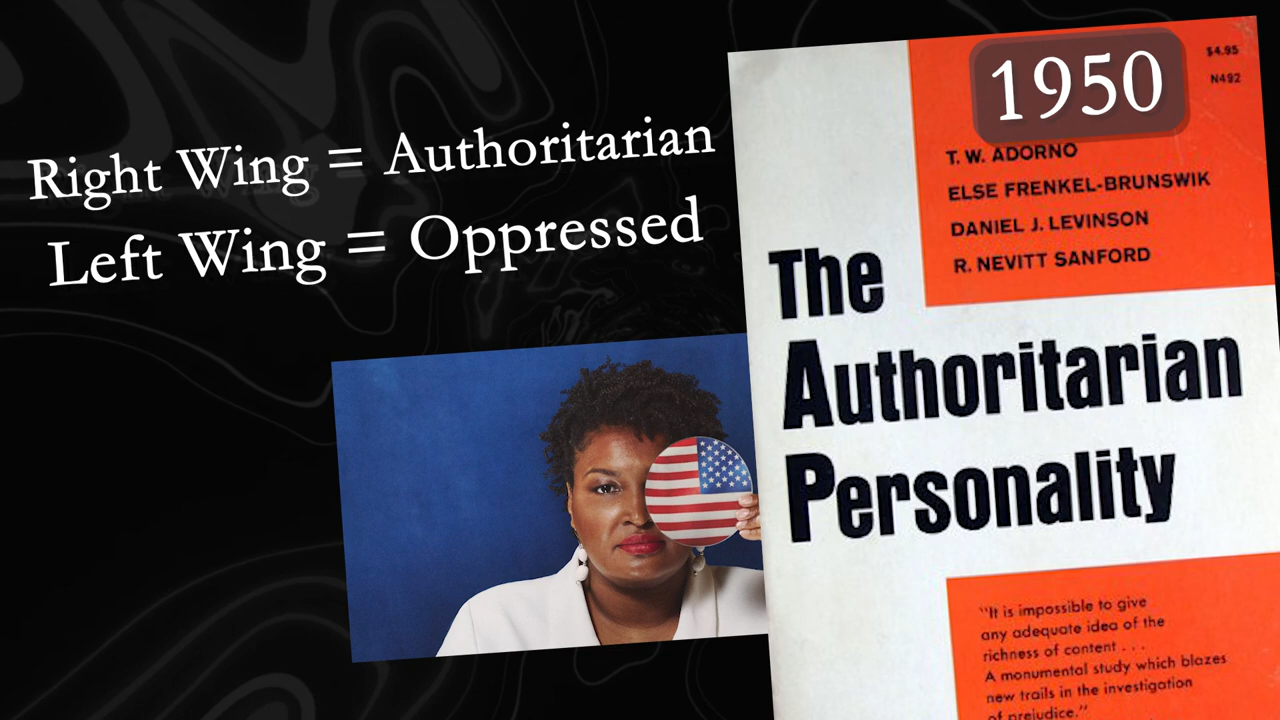 Right Wing = Authoritarian
Left Wing = Oppressed
1950
$4.95
N492
T. W. ADORNO
ELSE FRENKEL-BRUNSWIK
DANIEL J. LEVINSON
R. NEVITT SANFORD
The
Authoritarian
Personality
"It is impossible to give
any adequate idea of the
richness of content . . .
A monumental study which blazes
new trails in the investigation
of prejudice."